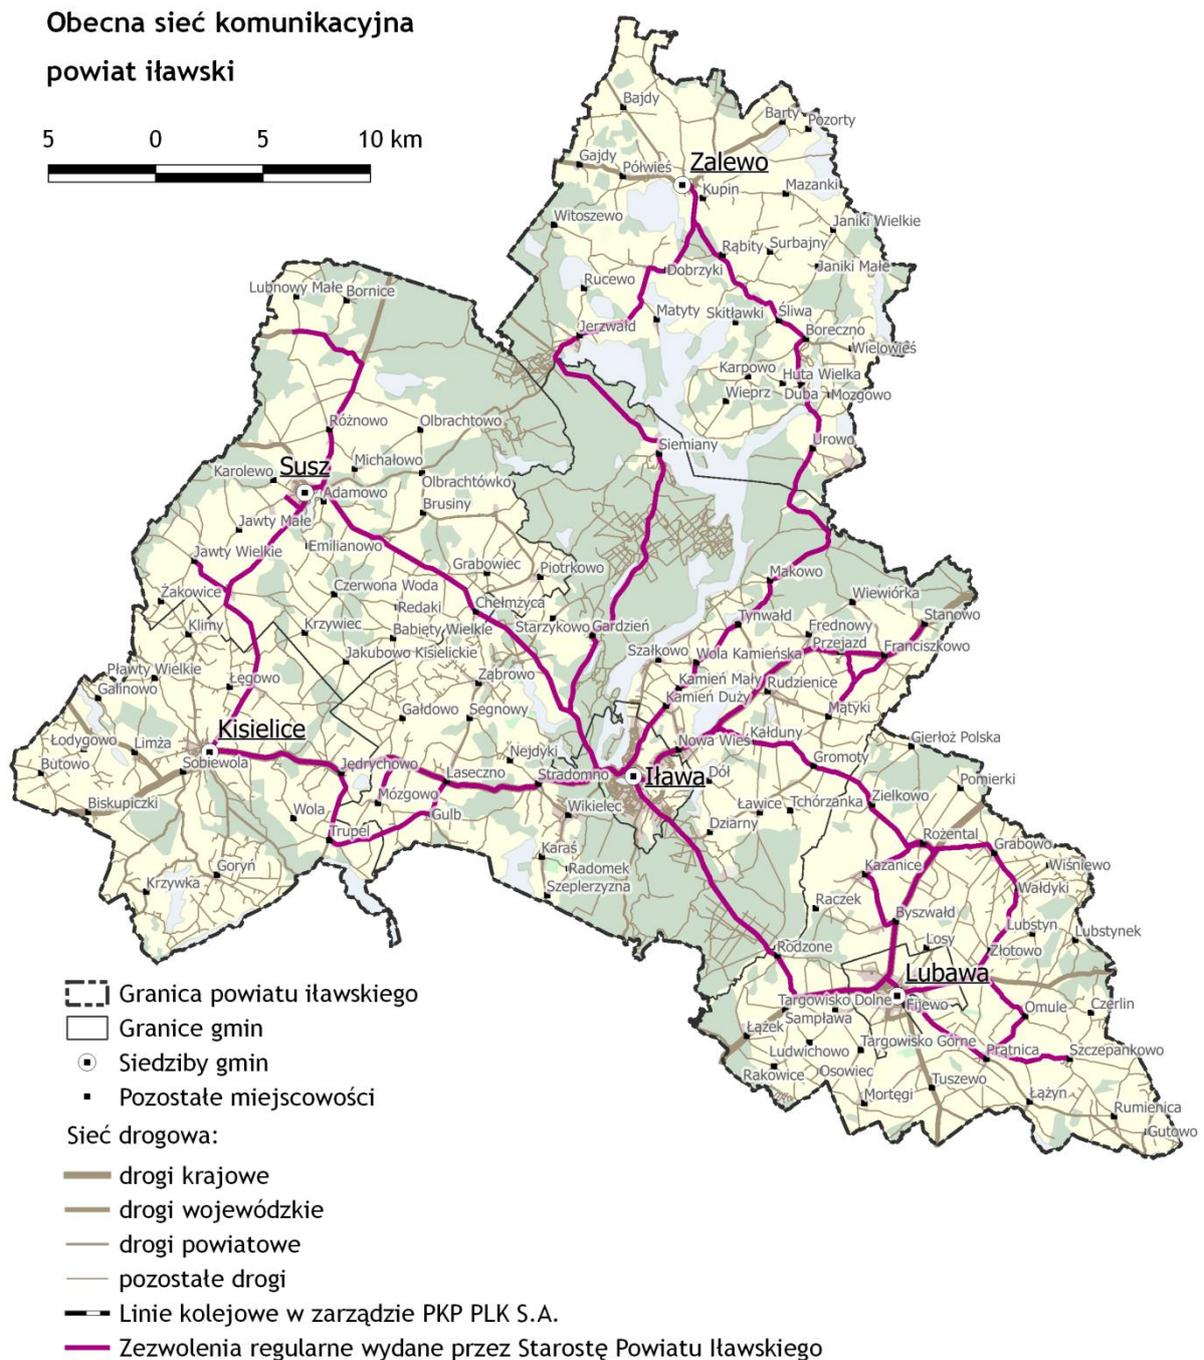 Obecna sieć komunikacyjna
powiat iławski
5 0 5 10 km
Bajdy
Barty
Pozorty
Gajdy
Półwieś
Zalewo
Kupin
Mazanki
Witoszewo
Janiki Wielkie
Rąbity
Surbajny
Dobrzyki
Janiki Małe
Rucewo
Lubnowy Małe
Bornice
Matyty
Skitławki
Śliwa
Jerzwałd
Boreczno
Wielowieś
Karpowo
Huta Wielka
Wieprz
Duba
Mozgowo
Różnowo
Olbrachtowo
Siemiany
Urowo
Susz
Michałowo
Karolewo
Olbrachtówko
Adamowo
Brusiny
Jawty Małe
Emilianowo
Jawty Wielkie
Grabowiec
Piotrkowo
Makowo
Żakowice
Czerwona Woda
Wiewiórka
Redaki
Chełmżyca
Stanowo
Klimy
Krzywiec
Babięty Wielkie
Starzykowo
Gardzień
Tynwałd
Frednowy
Przejazd
Franciszkowo
Jakubowo Kisielickie
Szałkowo
Wola Kamieńska
Pławty Wielkie
Galinowo
Łęgowo
Ząbrowo
Kamień Mały
Rudzienice
Kamień Duży
Gałdowo
Segnowy
Mątyki
Kisielice
Łodygowo
Limża
Nowa Wieś
Kałduny
Gierłoż Polska
Butowo
Sobiewola
Jędrychowo
Nejdyki
Gromoty
Laseczno
Stradomno
Iława
Dół
Pomierki
Biskupiczki
Wola
Mózgowo
Gulb
Wikielec
Ławice
Tchórzanka
Zielkowo
Trupel
Dziarny
Rożental
Grabowo
Karaś
Goryń
Radomek
Kazanice
Wiśniewo
Krzywka
Szeplerzyzna
Wałdyki
Raczek
Byszwałd
Lubstyn
Lubstynek
Losy
Rodzone
Złotowo
Lubawa
Targowisko Dolne
Fijewo
Omule
Czerlin
Sampława
Łążek
Targowisko Górne
Ludwichowo
Prątnica
Szczepankowo
Rakowice
Osowiec
Tuszewo
Mortęgi
Łążyn
Rumienica
Gutowo
Granica powiatu iławskiego
Granice gmin
Siedziby gmin
Pozostałe miejscowości
Sieć drogowa:
drogi krajowe
drogi wojewódzkie
drogi powiatowe
pozostałe drogi
Linie kolejowe w zarządzie PKP PLK S.A.
Zezwolenia regularne wydane przez Starostę Powiatu Iławskiego